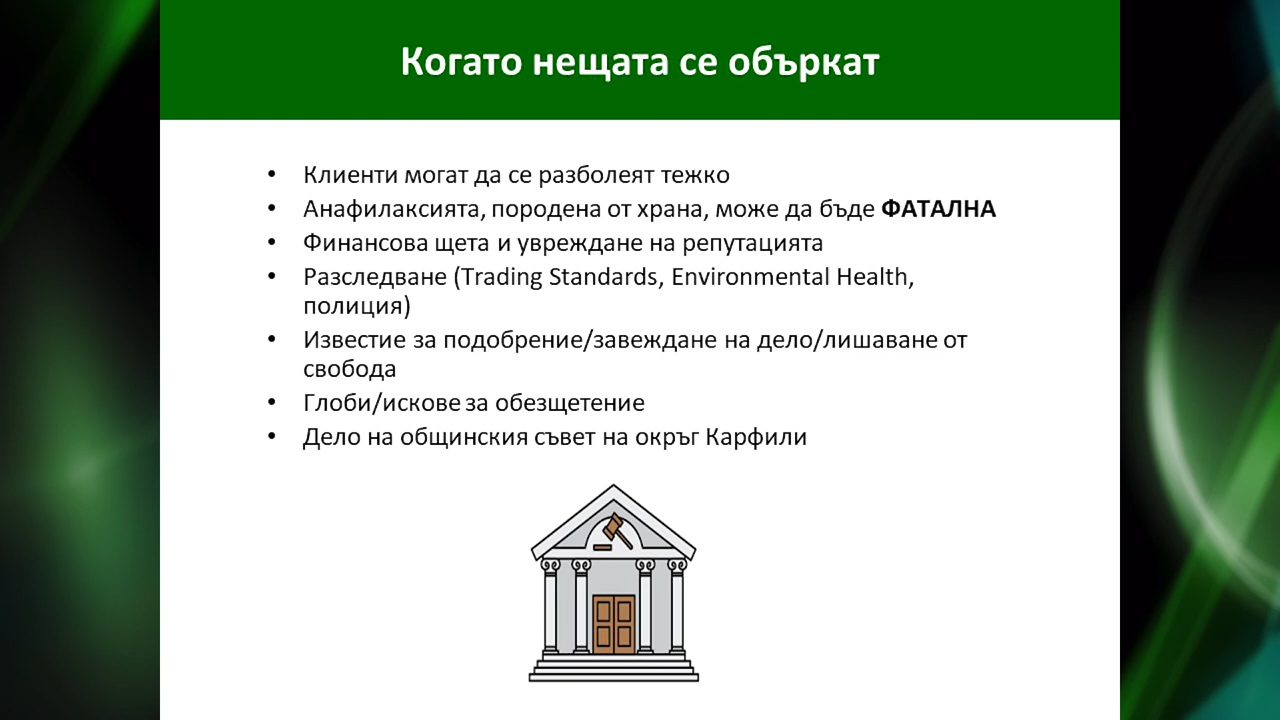 Когато нещата се объркат
• Клиенти могат да се разболеят тежко
• Анафилаксията, породена от храна, може да бъде ФАТАЛНА
• Финансова щета и увреждане на репутацията
• Разследване (Trading Standards, Environmental Health,
полиция)
• Известие за подобрение/завеждане на дело/лишаване от
свобода
• Глоби/искове за обезщетение
• Дело на общинския съвет на окръг Карфили